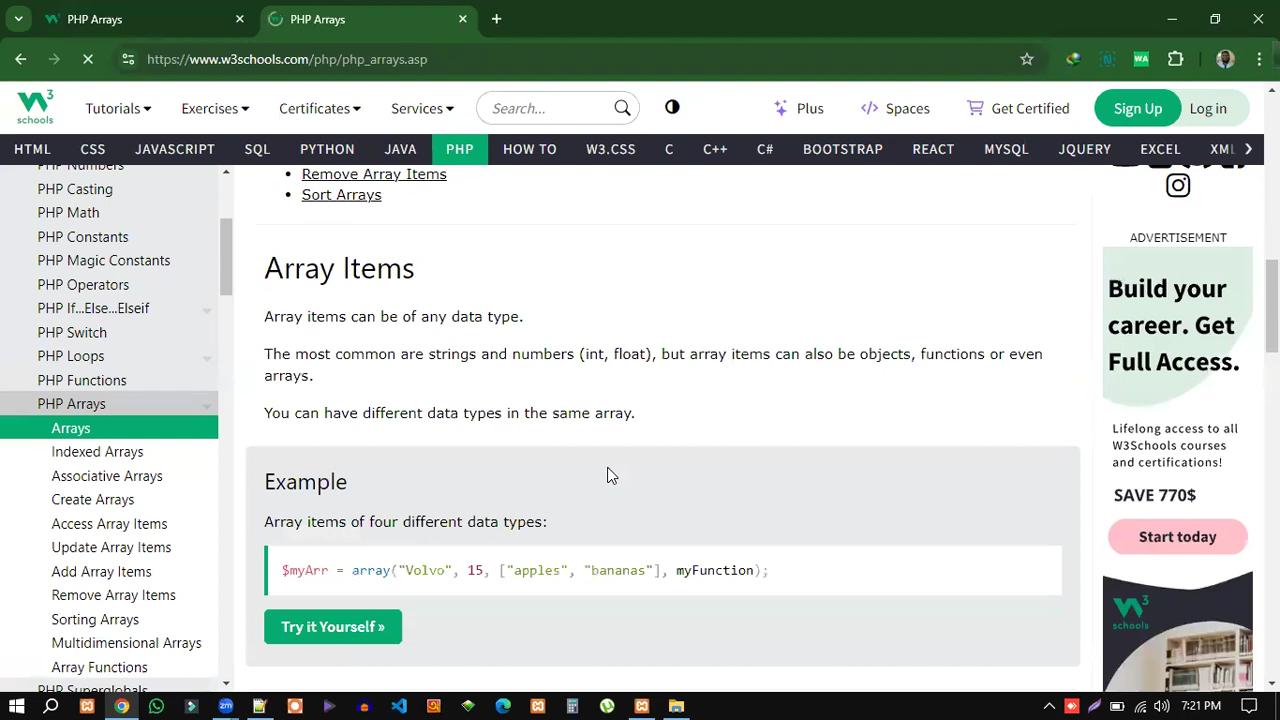 PHP Arrays
PHP Arrays
https://www.w3schools.com/php/php_arrays.asp
WA
W3 schools
Tutorials
Exercises
Certificates
Services
Search...
Plus
Spaces
Get Certified
Sign Up
Log in
HTML
CSS
JAVASCRIPT
SQL
PYTHON
JAVA
PHP
HOW TO
W3.CSS
C
C++
C#
BOOTSTRAP
REACT
MYSQL
JQUERY
EXCEL
XML
PHP Numbers
PHP Casting
PHP Math
PHP Constants
PHP Magic Constants
PHP Operators
PHP If...Else...Elseif
PHP Switch
PHP Loops
PHP Functions
PHP Arrays
Arrays
Indexed Arrays
Associative Arrays
Create Arrays
Access Array Items
Update Array Items
Add Array Items
Remove Array Items
Sorting Arrays
Multidimensional Arrays
Array Functions
PHP Superglobals
Remove Array Items
Sort Arrays
Array Items
Array items can be of any data type.
The most common are strings and numbers (int, float), but array items can also be objects, functions or even
arrays.
You can have different data types in the same array.
Example
Array items of four different data types:
$myArr = array("Volvo", 15, ["apples", "bananas"], myFunction);
Try it Yourself »
ADVERTISEMENT
Build your
career. Get
Full Access.
Lifelong access to all
W3Schools courses
and certifications!
SAVE 770$
Start today
W3 schools
7:21 PM